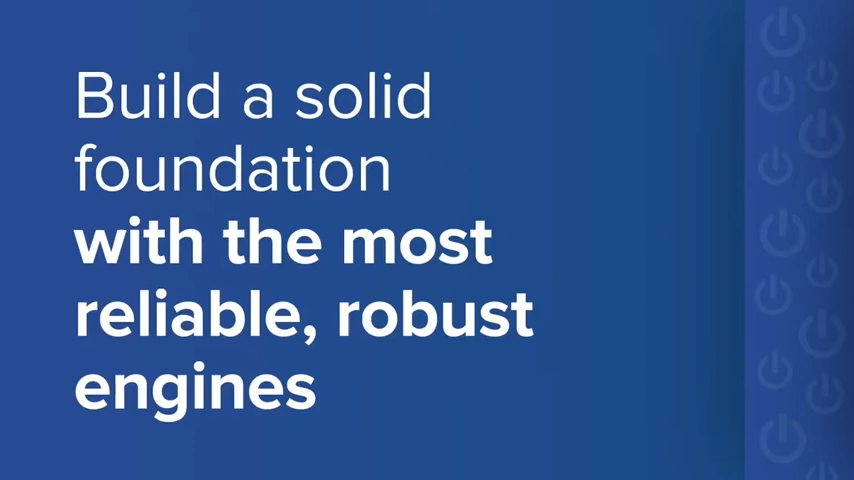 Build a solid
foundation
with the most
reliable, robust
engines